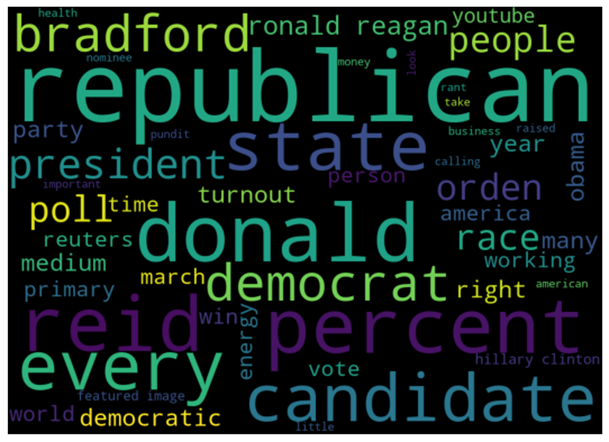 health
bradford
ronald reagan
youtube
people
nominee
money
look
republican
rant
take
party
pundit
state
business
raised
year
obama
president
calling
important
person
orden
poll
time
turnout
america
donald
race
many
reuters
medium
working
march
democrat
right
american
primary
reid
win
percent
energy
every
vote
hillary clinton
candidate
featured image
world
democratic
little